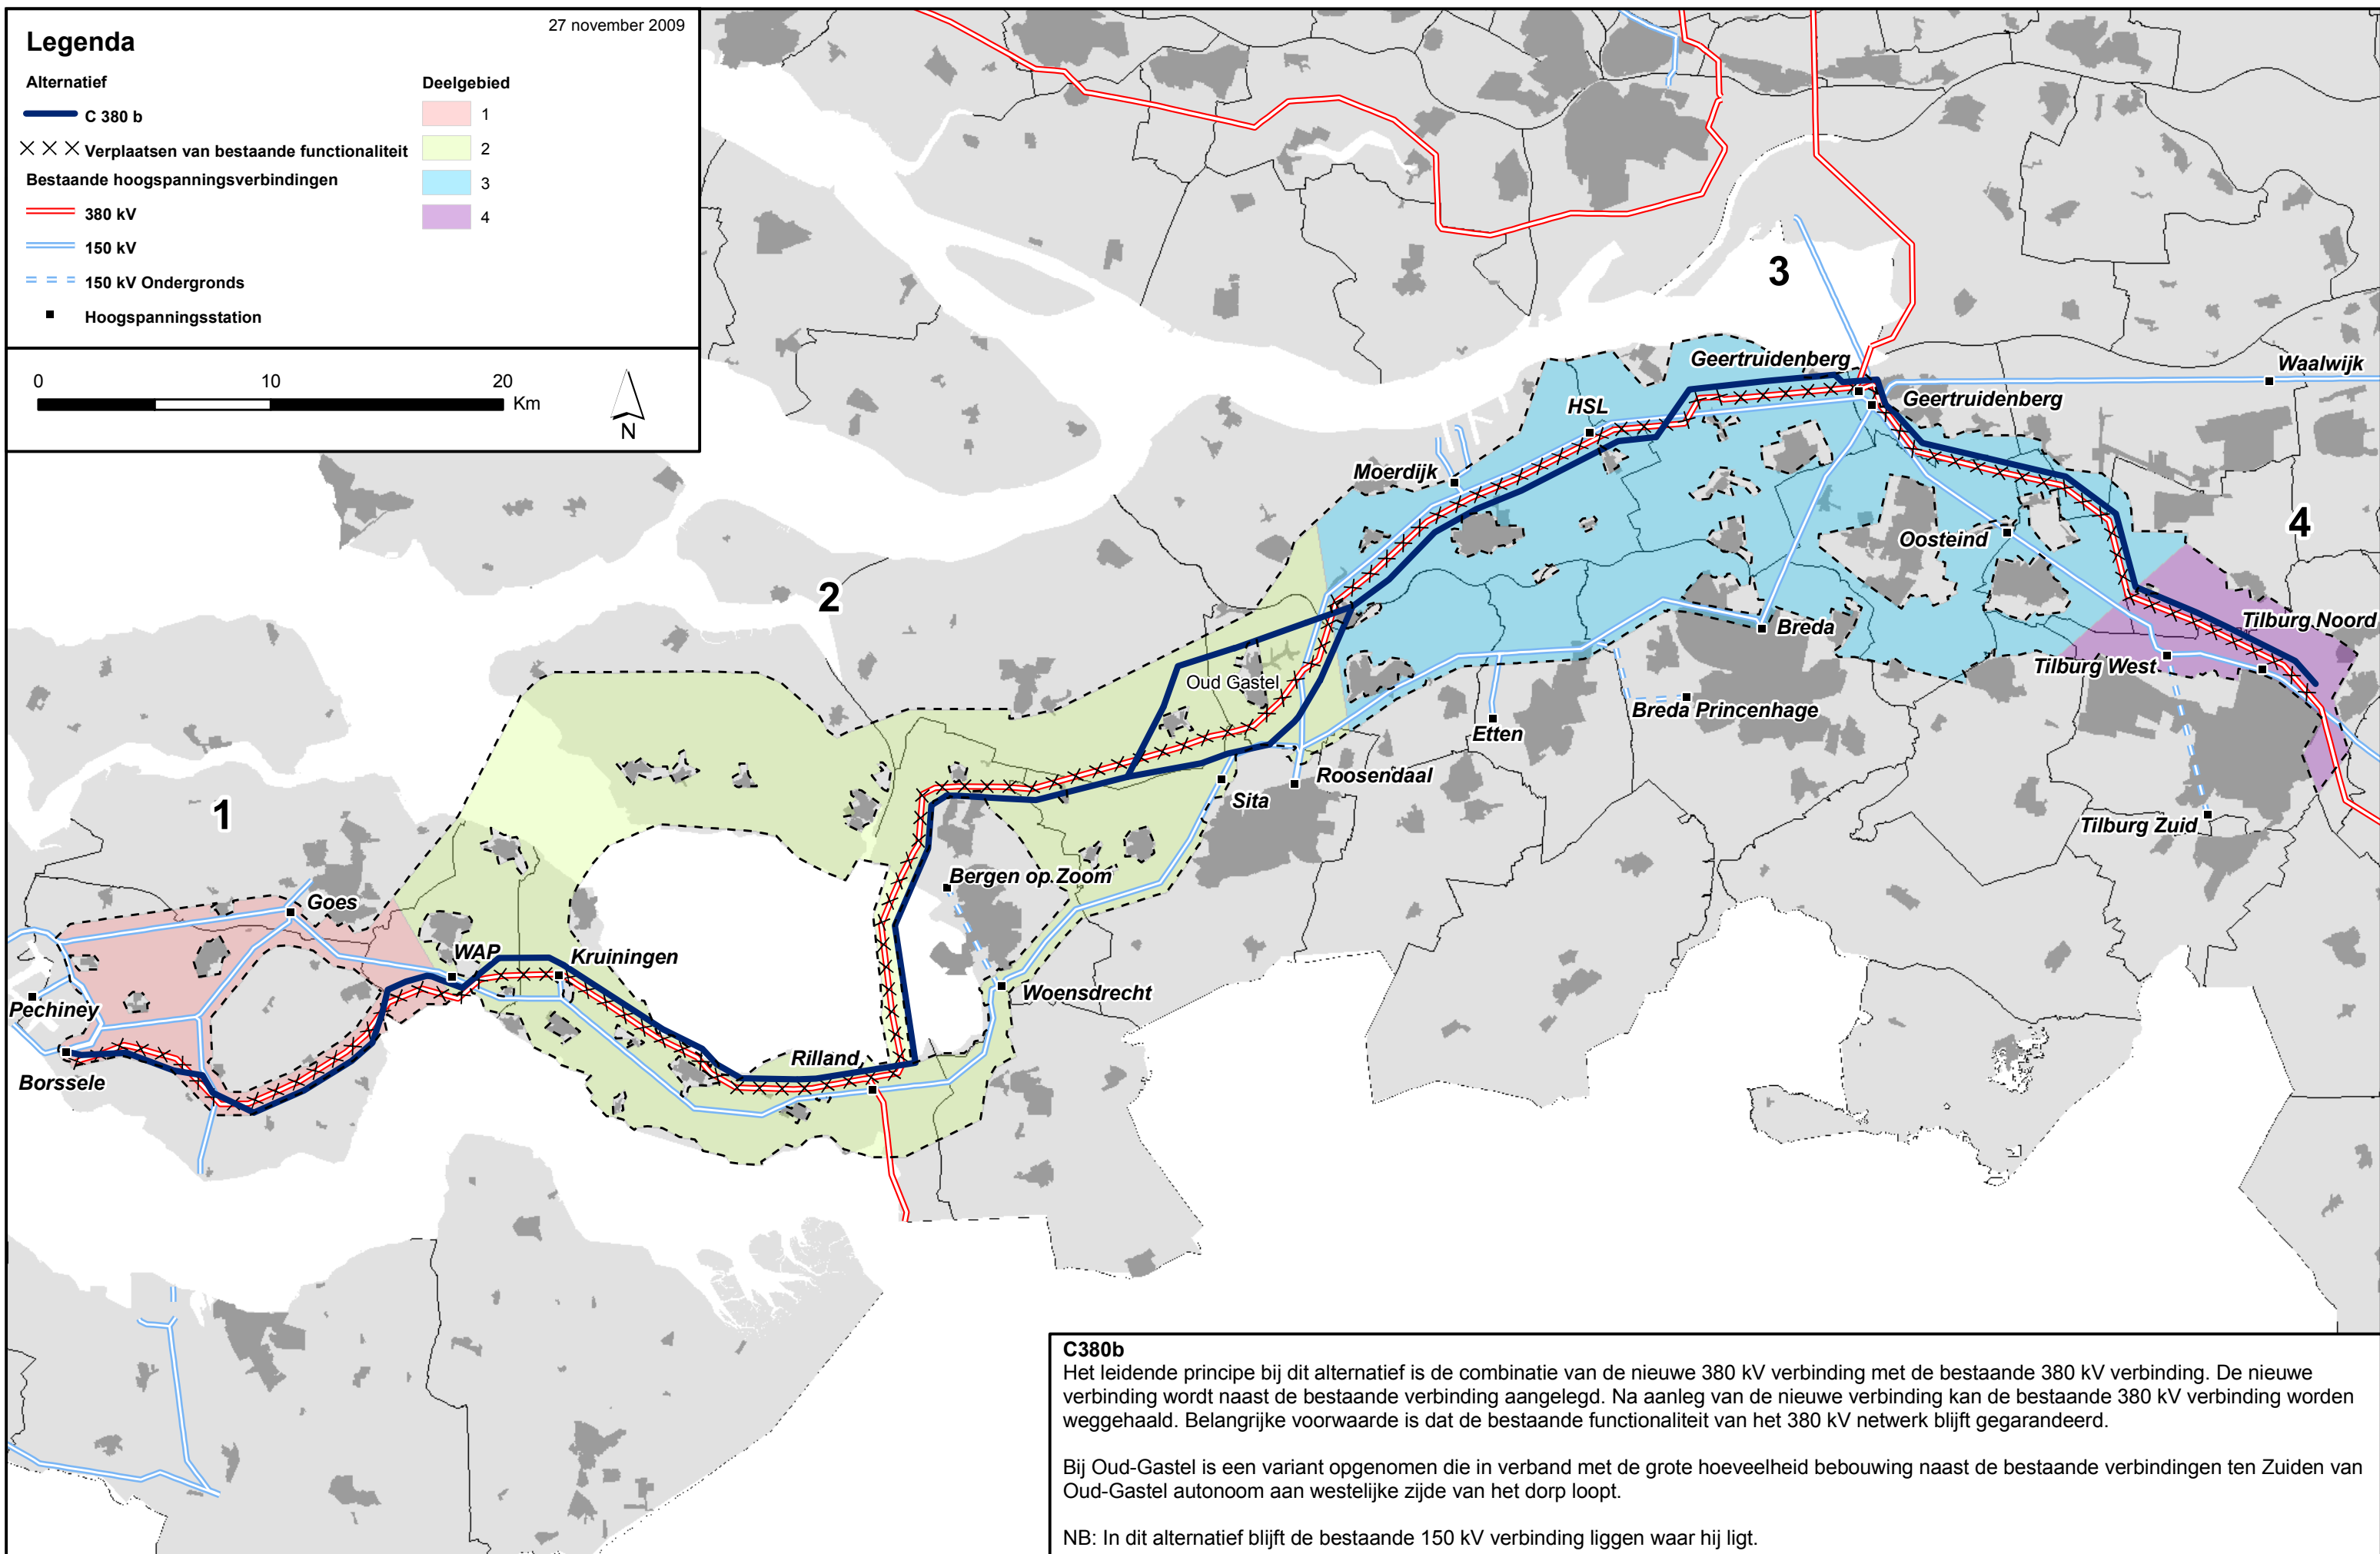 27 november 2009
Legenda
Alternatief
C 380 b
Verplaatsen van bestaande functionaliteit
Bestaande hoogspanningsverbindingen
380 kV
150 kV
150 kV Ondergronds
Hoogspanningsstation
Deelgebied
1
2
3
4
0 10 20
Km
N
3
Geertruidenberg
Waalwijk
Geertruidenberg
HSL
Moerdijk
4
Oosteind
2
Tilburg Noord
Breda
Tilburg West
Oud Gastel
Breda Princenhage
Etten
Roosendaal
Sita
1
Tilburg Zuid
Bergen op Zoom
Goes
WAP
Kruiningen
Woensdrecht
Pechiney
Rilland
Borssele
C380b
Het leidende principe bij dit alternatief is de combinatie van de nieuwe 380 kV verbinding met de bestaande 380 kV verbinding. De nieuwe
verbinding wordt naast de bestaande verbinding aangelegd. Na aanleg van de nieuwe verbinding kan de bestaande 380 kV verbinding worden
weggehaald. Belangrijke voorwaarde is dat de bestaande functionaliteit van het 380 kV netwerk blijft gegarandeerd.
Bij Oud-Gastel is een variant opgenomen die in verband met de grote hoeveelheid bebouwing naast de bestaande verbindingen ten Zuiden van
Oud-Gastel autonoom aan westelijke zijde van het dorp loopt.
NB: In dit alternatief blijft de bestaande 150 kV verbinding liggen waar hij ligt.